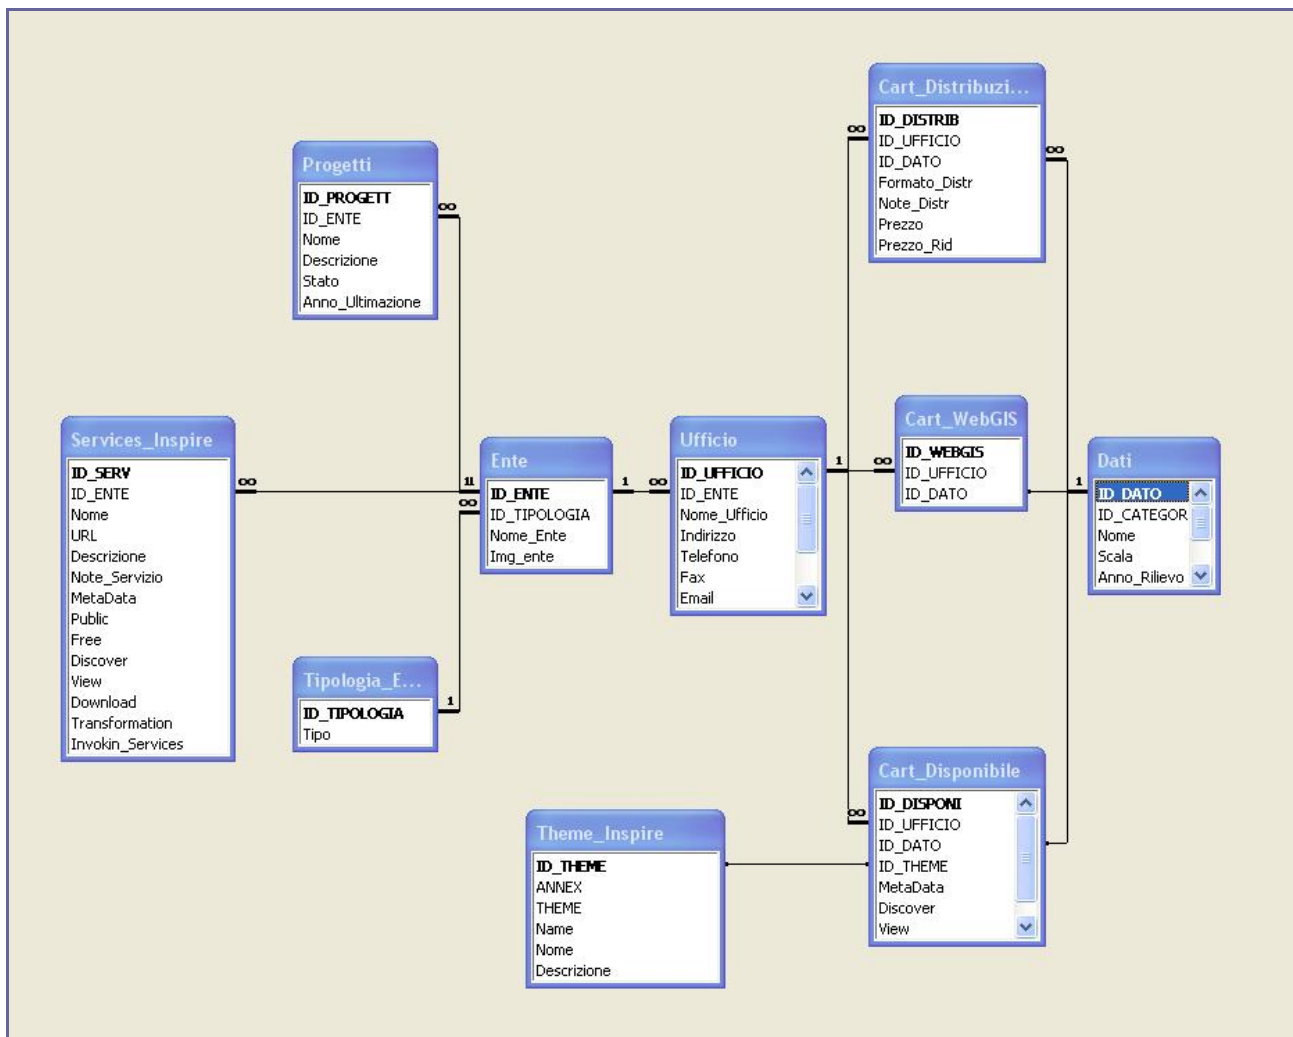 Cart_Distribuzi...
ID_DISTRIB
ID_UFFICIO
ID_DATO
Formato_Distr
Note_Distr
Prezzo
Prezzo_Rid
∞
∞
Progetti
ID_PROGETT
ID_ENTE
Nome
Descrizione
Stato
Anno_Ultimazione
∞
Services_Inspire
ID_SERV
ID_ENTE
Nome
URL
Descrizione
Note_Servizio
MetaData
Public
Free
Discover
View
Download
Transformation
Invokin_Services
∞
11
∞
Ente
ID_ENTE
ID_TIPOLOGIA
Nome_Ente
Img_ente
1
∞
Ufficio
ID_UFFICIO
ID_ENTE
Nome_Ufficio
Indirizzo
Telefono
Fax
Email
1
∞
Cart_WebGIS
ID_WEBGIS
ID_UFFICIO
ID_DATO
1
Dati
ID_DATO
ID_CATEGOR
Nome
Scala
Anno_Rilievo
Tipologia_E...
ID_TIPOLOGIA
Tipo
1
Theme_Inspire
ID_THEME
ANNEX
THEME
Name
Nome
Descrizione
∞
Cart_Disponibile
ID_DISPONI
ID_UFFICIO
ID_DATO
ID_THEME
MetaData
Discover
View